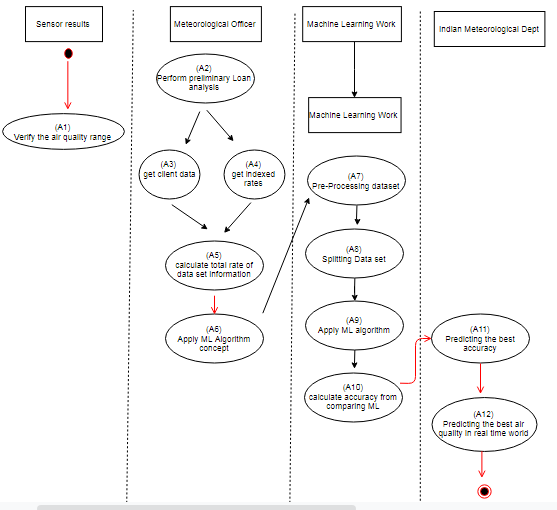 Sensor results
Meteorological Officer
Machine Learning Work
Indian Meteorological Dept
(A1)
Verify the air quality range
(A2)
Perform preliminary Loan
analysis
(A3)
get client data
(A4)
get indexed
rates
(A5)
calculate total rate of
data set information
(A6)
Apply ML Algorithm
concept
Machine Learning Work
(A7)
Pre-Processing dataset
(A8)
Splitting Data set
(A9)
Apply ML algorithm
(A10)
calculate accuracy from
comparing ML
(A11)
Predicting the best
accuracy
(A12)
Predicting the best air
quality in real time world